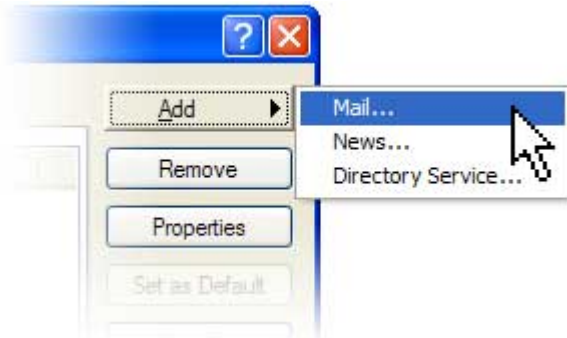 ?
Add
Mail...
News...
Directory Service...
Remove
Properties
Set as Default